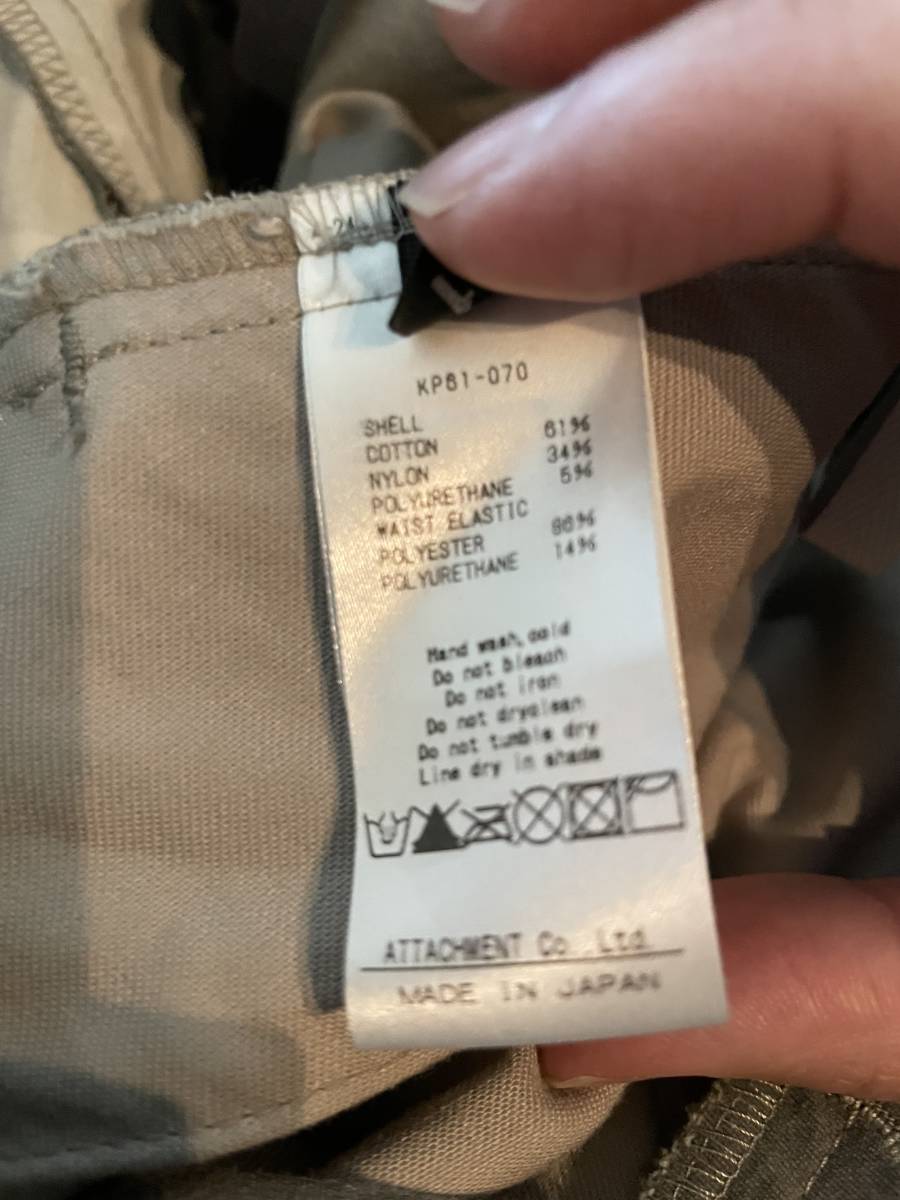 KP61-070
SHELL
COTTON 61%
NYLON 34%
POLYURETHANE 5%
WAIST ELASTIC
POLYESTER 86%
POLYURETHANE 14%
Hand wash, cold
Do not bleach
Do not iron
Do not dryclean
Do not tumble dry
Line dry in shade
ATTACHMENT Co.,Ltd.
MADE IN JAPAN